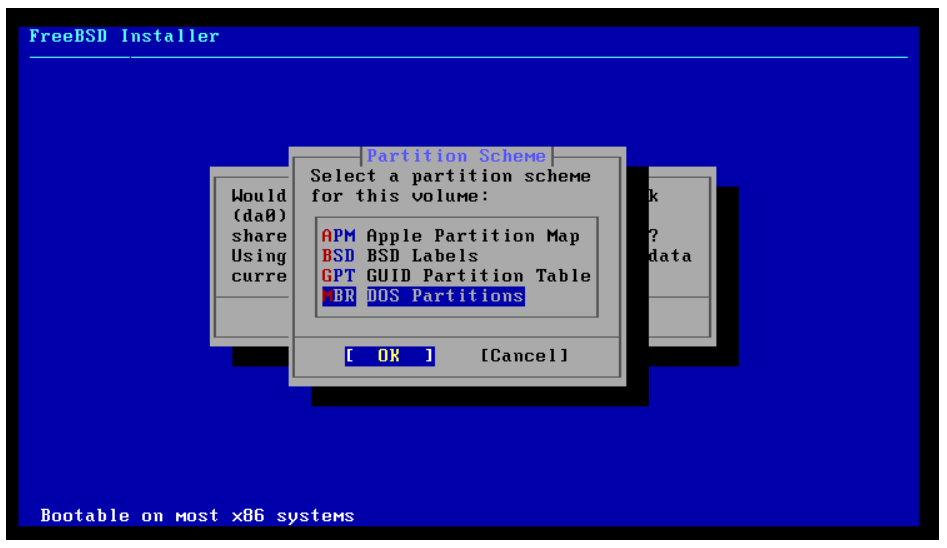 FreeBSD Installer
Partition Scheme
Select a partition scheme
for this volume:
APM Apple Partition Map
BSD BSD Labels
GPT GUID Partition Table
MBR DOS Partitions
[ OK ] [Cancel]
Would k
(da0)
share ?
Using data
curre
Bootable on most x86 systems